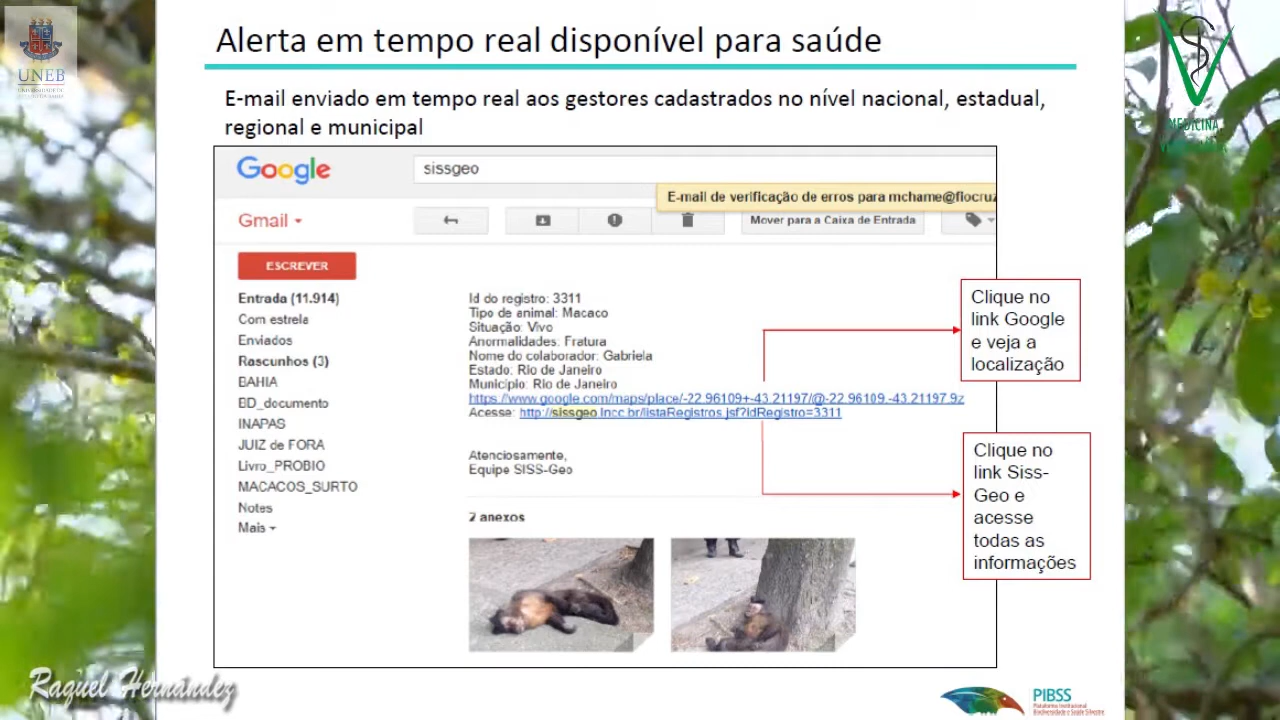 UNEB
Alerta em tempo real disponível para saúde
MEDICINA
E-mail enviado em tempo real aos gestores cadastrados no nível nacional, estadual,
regional e municipal
Google
sissgeo
E-mail de verificação de erros para mchame@fiocruz
Gmail
Mover para a Caixa de Entrada
ESCREVER
Entrada (11.914)
Com estrela
Enviados
Rascunhos (3)
BAHIA
BD_documento
INAPAS
JUIZ de FORA
Livro_PROBIO
MACACOS_SURTO
Notes
Mais
Id do registro: 3311
Tipo de animal: Macaco
Situação: Vivo
Anormalidades: Fratura
Nome do colaborador: Gabriela
Estado: Rio de Janeiro
Município: Rio de Janeiro
https://www.google.com/maps/place/-22.96109+-43.21197/@-22.96109,-43.21197,9z
Acesse: http://sissgeo.lncc.br/listaRegistros.jsf?idRegistro=3311
Atenciosamente,
Equipe SISS-Geo
2 anexos
Clique no
link Google
e veja a
localização
Clique no
link Siss-
Geo e
acesse
todas as
informações
Raquel Hernández
PIBSS
Plataforma Institucional
Biodiversidade e Saúde Silvestre